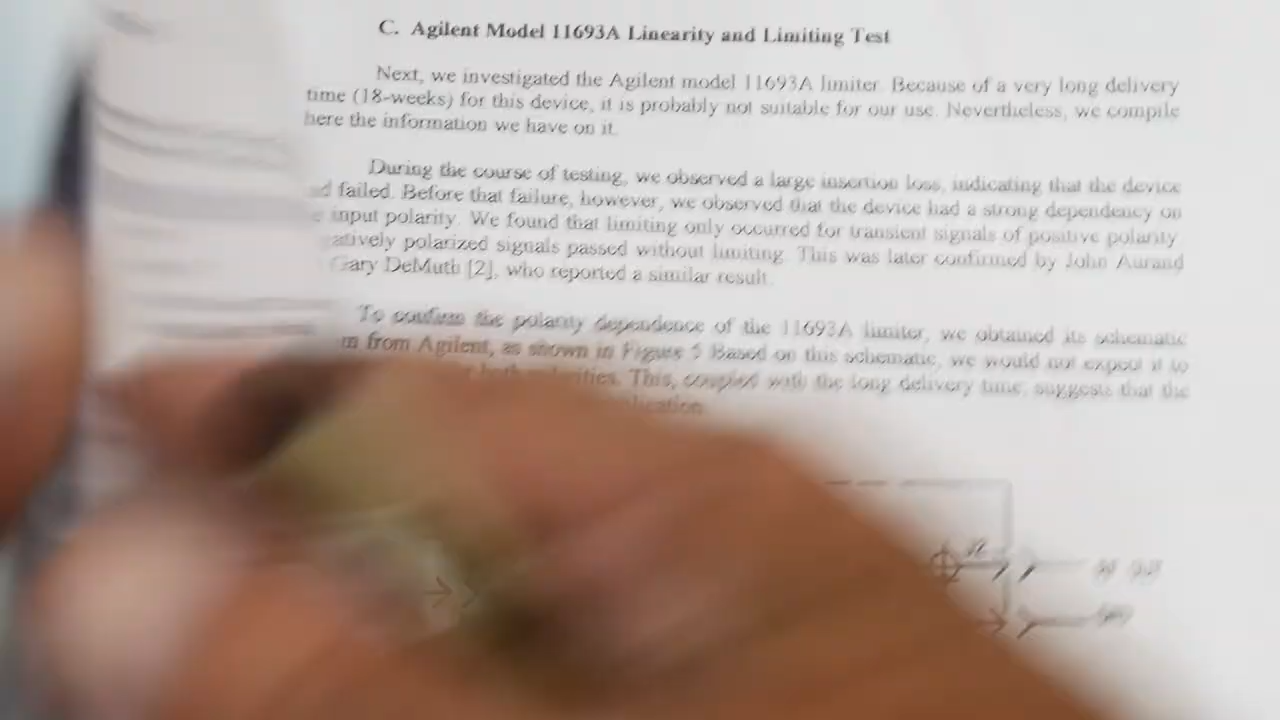 C. Agilent Model 11693A Linearity and Limiting Test
Next, we investigated the Agilent model 11693A limiter. Because of a very long delivery
time (18-weeks) for this device, it is probably not suitable for our use. Nevertheless, we compile
here the information we have on it.
During the course of testing, we observed a large insertion loss, indicating that the device
failed. Before that failure, however, we observed that the device had a strong dependency on
input polarity. We found that limiting only occurred for transient signals of positive polarity
atively polarized signals passed without limiting. This was later confirmed by John Aurand
Gary DeMuth [2], who reported a similar result.
To confirm the polarity dependence of the 11693A limiter, we obtained its schematic
m from Agilent, as shown in Figure 5 Based on this schematic, we would not expect it to
both polarities. This, coupled with the long delivery time, suggests that the